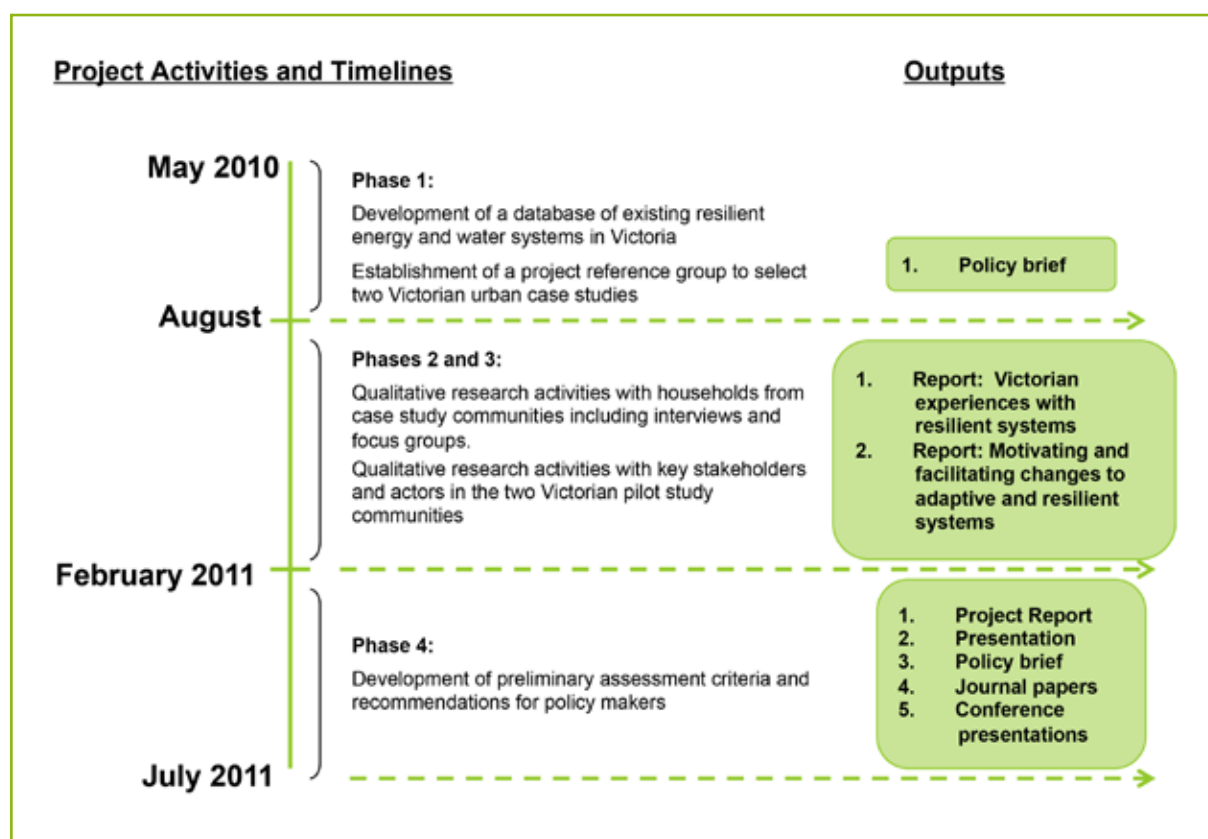 Project Activities and Timelines
Outputs
May 2010
Phase 1:
Development of a database of existing resilient
energy and water systems in Victoria
Establishment of a project reference group to select
two Victorian urban case studies
1. Policy brief
August
Phases 2 and 3:
Qualitative research activities with households from
case study communities including interviews and
focus groups.
Qualitative research activities with key stakeholders
and actors in the two Victorian pilot study
communities
1. Report: Victorian
experiences with
resilient systems
2. Report: Motivating and
facilitating changes to
adaptive and resilient
systems
February 2011
Phase 4:
Development of preliminary assessment criteria and
recommendations for policy makers
1. Project Report
2. Presentation
3. Policy brief
4. Journal papers
5. Conference
presentations
July 2011